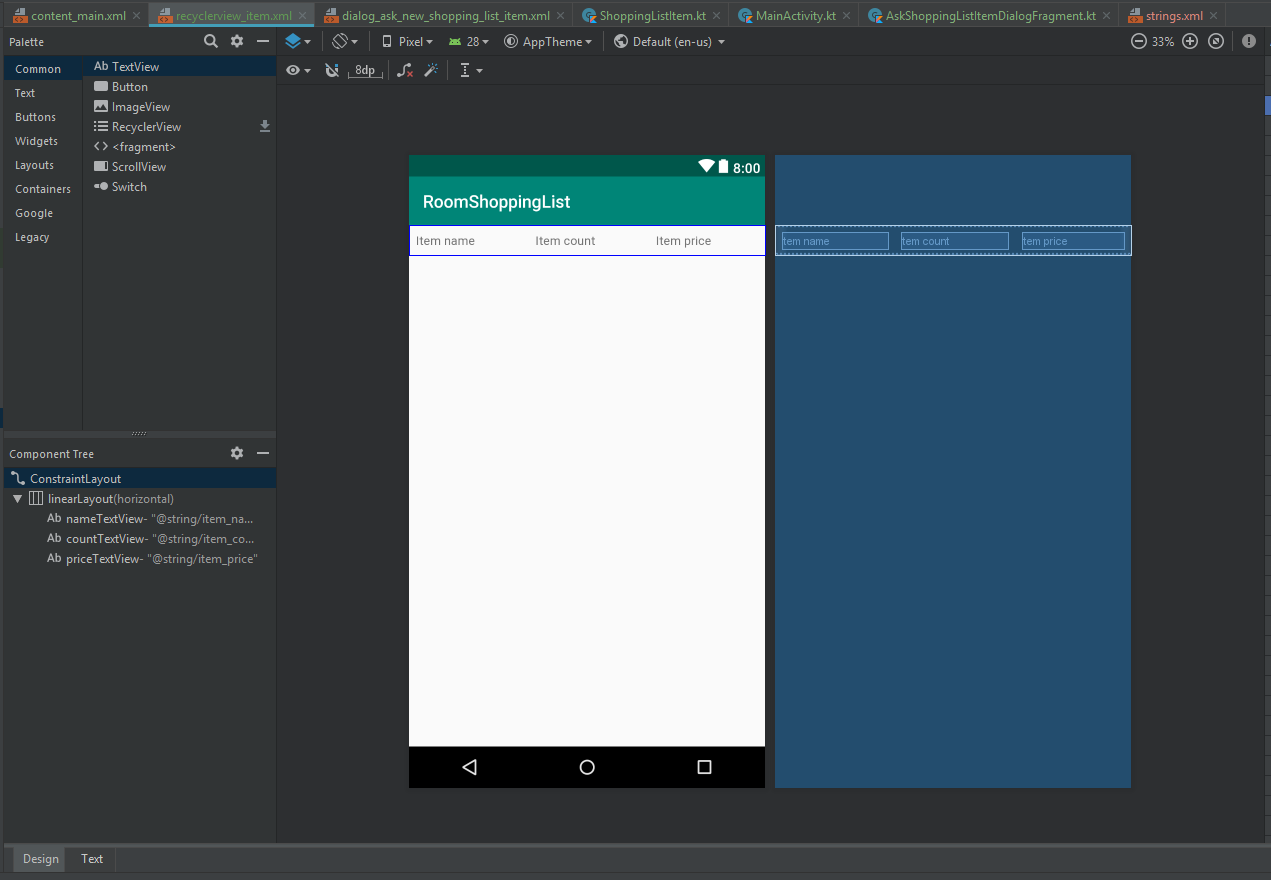 content_main.xml recyclerview_item.xml dialog_ask_new_shopping_list_item.xml ShoppingListItem.kt MainActivity.kt AskShoppingListItemDialogFragment.kt strings.xml
Palette
Pixel 28 AppTheme Default (en-us) 33%
8dp
Common
Text
Buttons
Widgets
Layouts
Containers
Google
Legacy
Ab TextView
Button
ImageView
RecyclerView
<fragment>
ScrollView
Switch
8:00
RoomShoppingList
Item name Item count Item price
tem name tem count tem price
Component Tree
ConstraintLayout
linearLayout(horizontal)
Ab nameTextView- "@string/item_na...
Ab countTextView- "@string/item_co...
Ab priceTextView- "@string/item_price"
Design Text